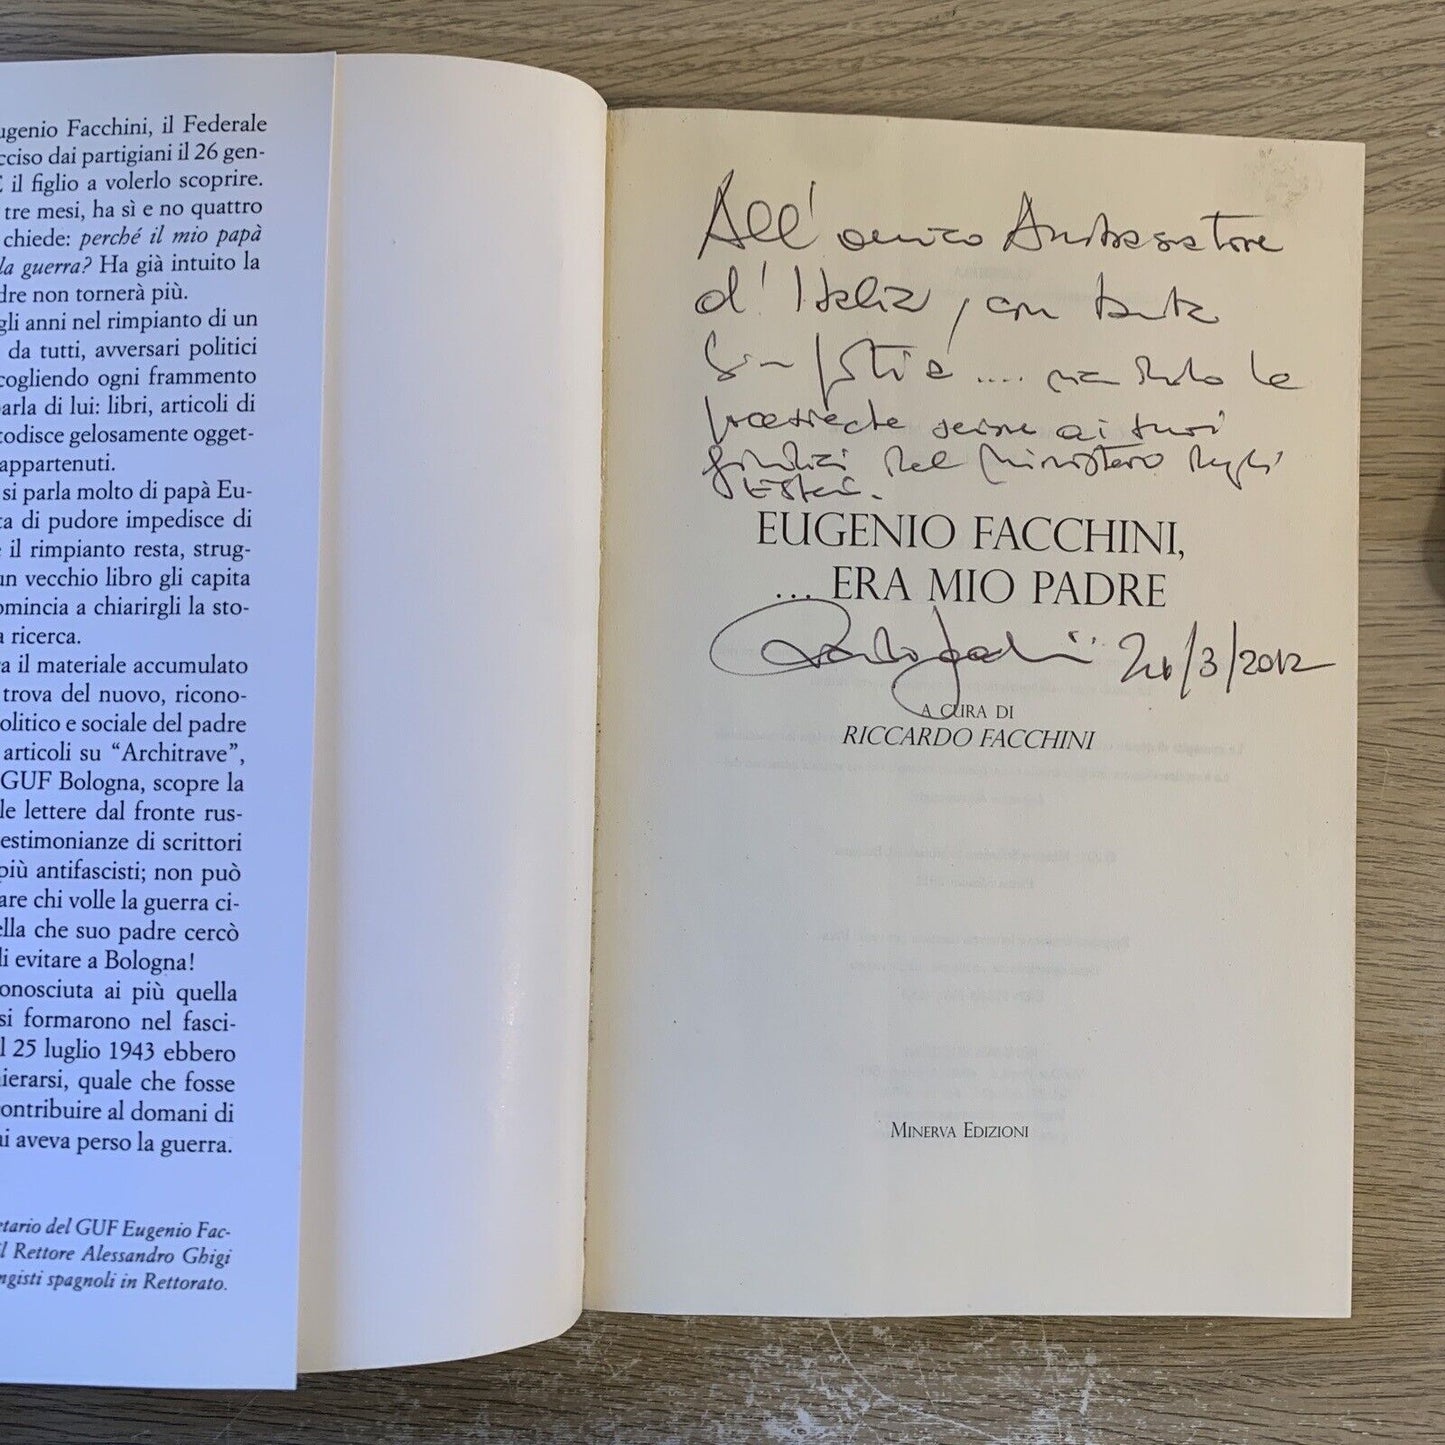 ugenio Facchini, il Federale
cciso dai partigiani il 26 gen-
È il figlio a volerlo scoprire.
tre mesi, ha sì e no quattro
chiede: perché il mio papà
la guerra? Ha già intuito la
dre non tornerà più.
gli anni nel rimpianto di un
da tutti, avversari politici
cogliendo ogni frammento
arla di lui: libri, articoli di
todisce gelosamente ogget-
appartenuti.
si parla molto di papà Eu-
ta di pudore impedisce di
e il rimpianto resta, strug-
un vecchio libro gli capita
omincia a chiarirgli la sto-
a ricerca.
ra il materiale accumulato
trova del nuovo, ricono-
olitico e sociale del padre
articoli su “Architrave”,
GUF Bologna, scopre la
le lettere dal fronte rus-
estimonianze di scrittori
più antifascisti; non può
are chi volle la guerra ci-
ella che suo padre cercò
di evitare a Bologna!
onosciuta ai più quella
si formarono nel fasci-
l 25 luglio 1943 ebbero
hierarsi, quale che fosse
contribuire al domani di
ui aveva perso la guerra.
etario del GUF Eugenio Fac-
il Rettore Alessandro Ghigi
ngisti spagnoli in Rettorato.
All'amico Ambasciatore
d'Italia, con tanta
simpatia ....
ai tuoi
giudizi nel Ministero degli
Esteri.
EUGENIO FACCHINI,
... ERA MIO PADRE
26/3/2012
A CURA DI
RICCARDO FACCHINI
MINERVA EDIZIONI